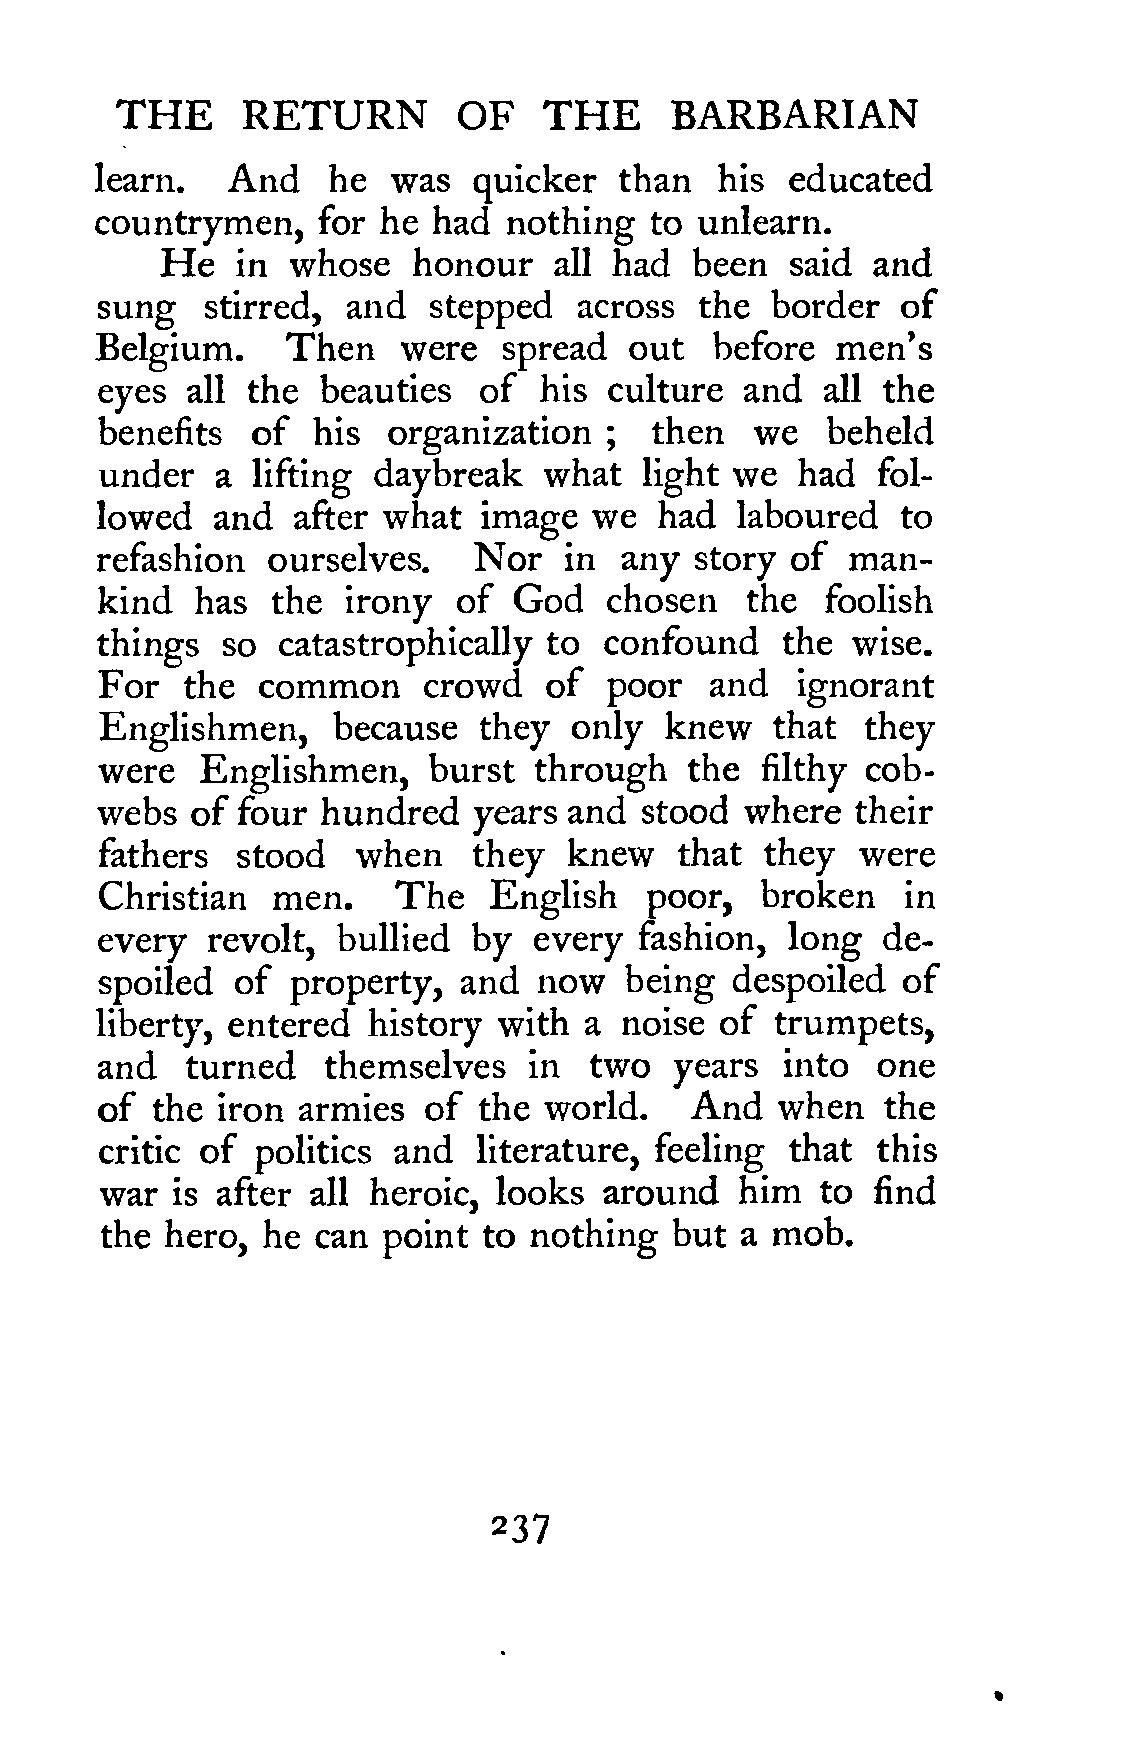 THE RETURN OF THE BARBARIAN
learn. And he was quicker than his educated
countrymen, for he had nothing to unlearn.
He in whose honour all had been said and
sung stirred, and stepped across the border of
Belgium. Then were spread out before men's
eyes all the beauties of his culture and all the
benefits of his organization ; then we beheld
under a lifting daybreak what light we had fol-
lowed and after what image we had laboured to
refashion ourselves. Nor in any story of man-
kind has the irony of God chosen the foolish
things so catastrophically to confound the wise.
For the common crowd of poor and ignorant
Englishmen, because they only knew that they
were Englishmen, burst through the filthy cob-
webs of four hundred years and stood where their
fathers stood when they knew that they were
Christian men. The English poor, broken in
every revolt, bullied by every fashion, long de-
spoiled of property, and now being despoiled of
liberty, entered history with a noise of trumpets,
and turned themselves in two years into one
of the iron armies of the world. And when the
critic of politics and literature, feeling that this
war is after all heroic, looks around him to find
the hero, he can point to nothing but a mob.
237